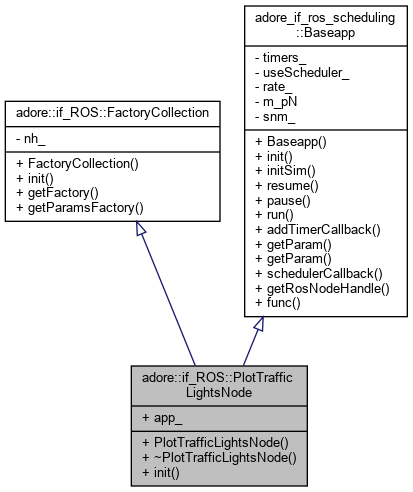 adore_if_ros_scheduling
::Baseapp
- timers_
- useScheduler_
- rate_
- m_pN
- snm_
+ Baseapp()
+ init()
+ initSim()
+ resume()
+ pause()
+ run()
+ addTimerCallback()
+ getParam()
+ getParam()
+ schedulerCallback()
+ getRosNodeHandle()
+ func()
adore::if_ROS::FactoryCollection
- nh_
+ FactoryCollection()
+ init()
+ getFactory()
+ getParamsFactory()
adore::if_ROS::PlotTraffic
LightsNode
+ app_
+ PlotTrafficLightsNode()
+ ~PlotTrafficLightsNode()
+ init()